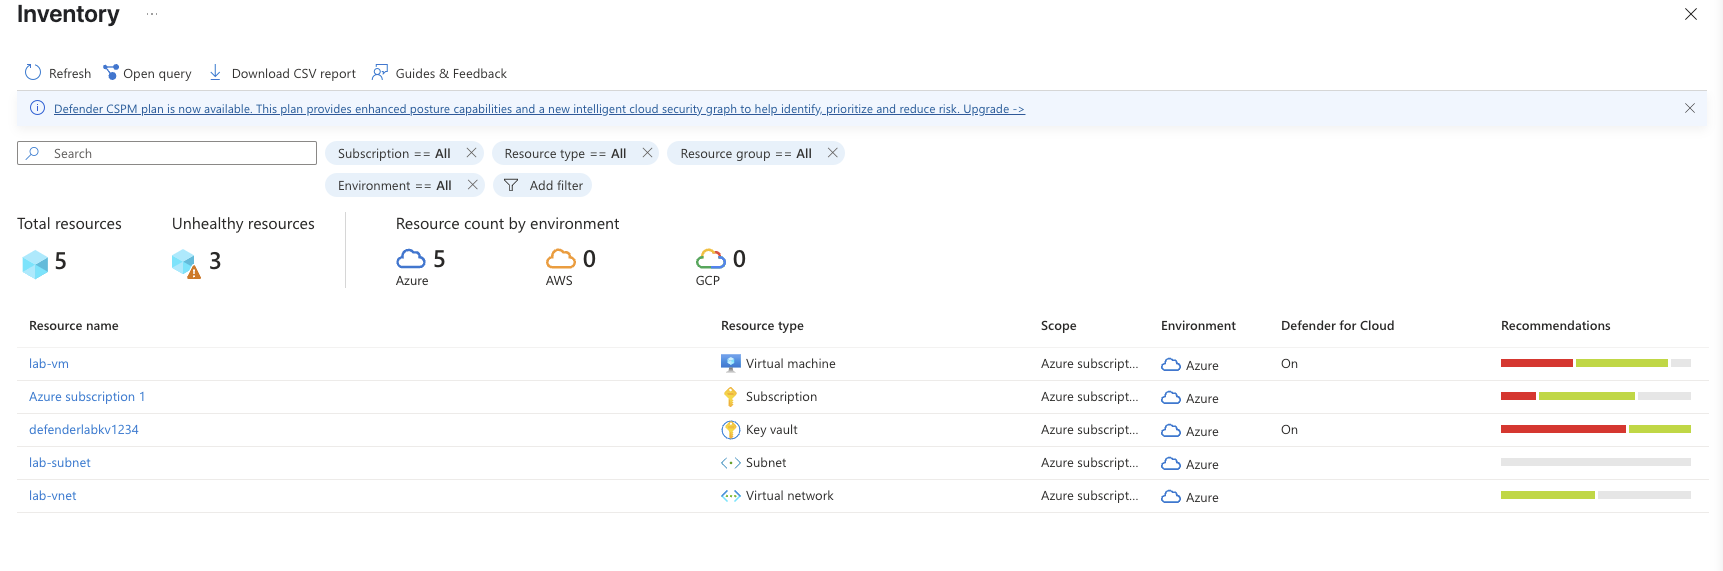 Inventory ...
Refresh Open query Download CSV report Guides & Feedback
Defender CSPM plan is now available. This plan provides enhanced posture capabilities and a new intelligent cloud security graph to help identify, prioritize and reduce risk. Upgrade ->
Search Subscription == All Resource type == All Resource group == All
Environment == All Add filter
Total resources Unhealthy resources Resource count by environment
5 3 5 0 0
Azure AWS GCP
Resource name Resource type Scope Environment Defender for Cloud Recommendations
lab-vm Virtual machine Azure subscript... Azure On
Azure subscription 1 Subscription Azure subscript... Azure
defenderlabkv1234 Key vault Azure subscript... Azure On
lab-subnet Subnet Azure subscript... Azure
lab-vnet Virtual network Azure subscript... Azure